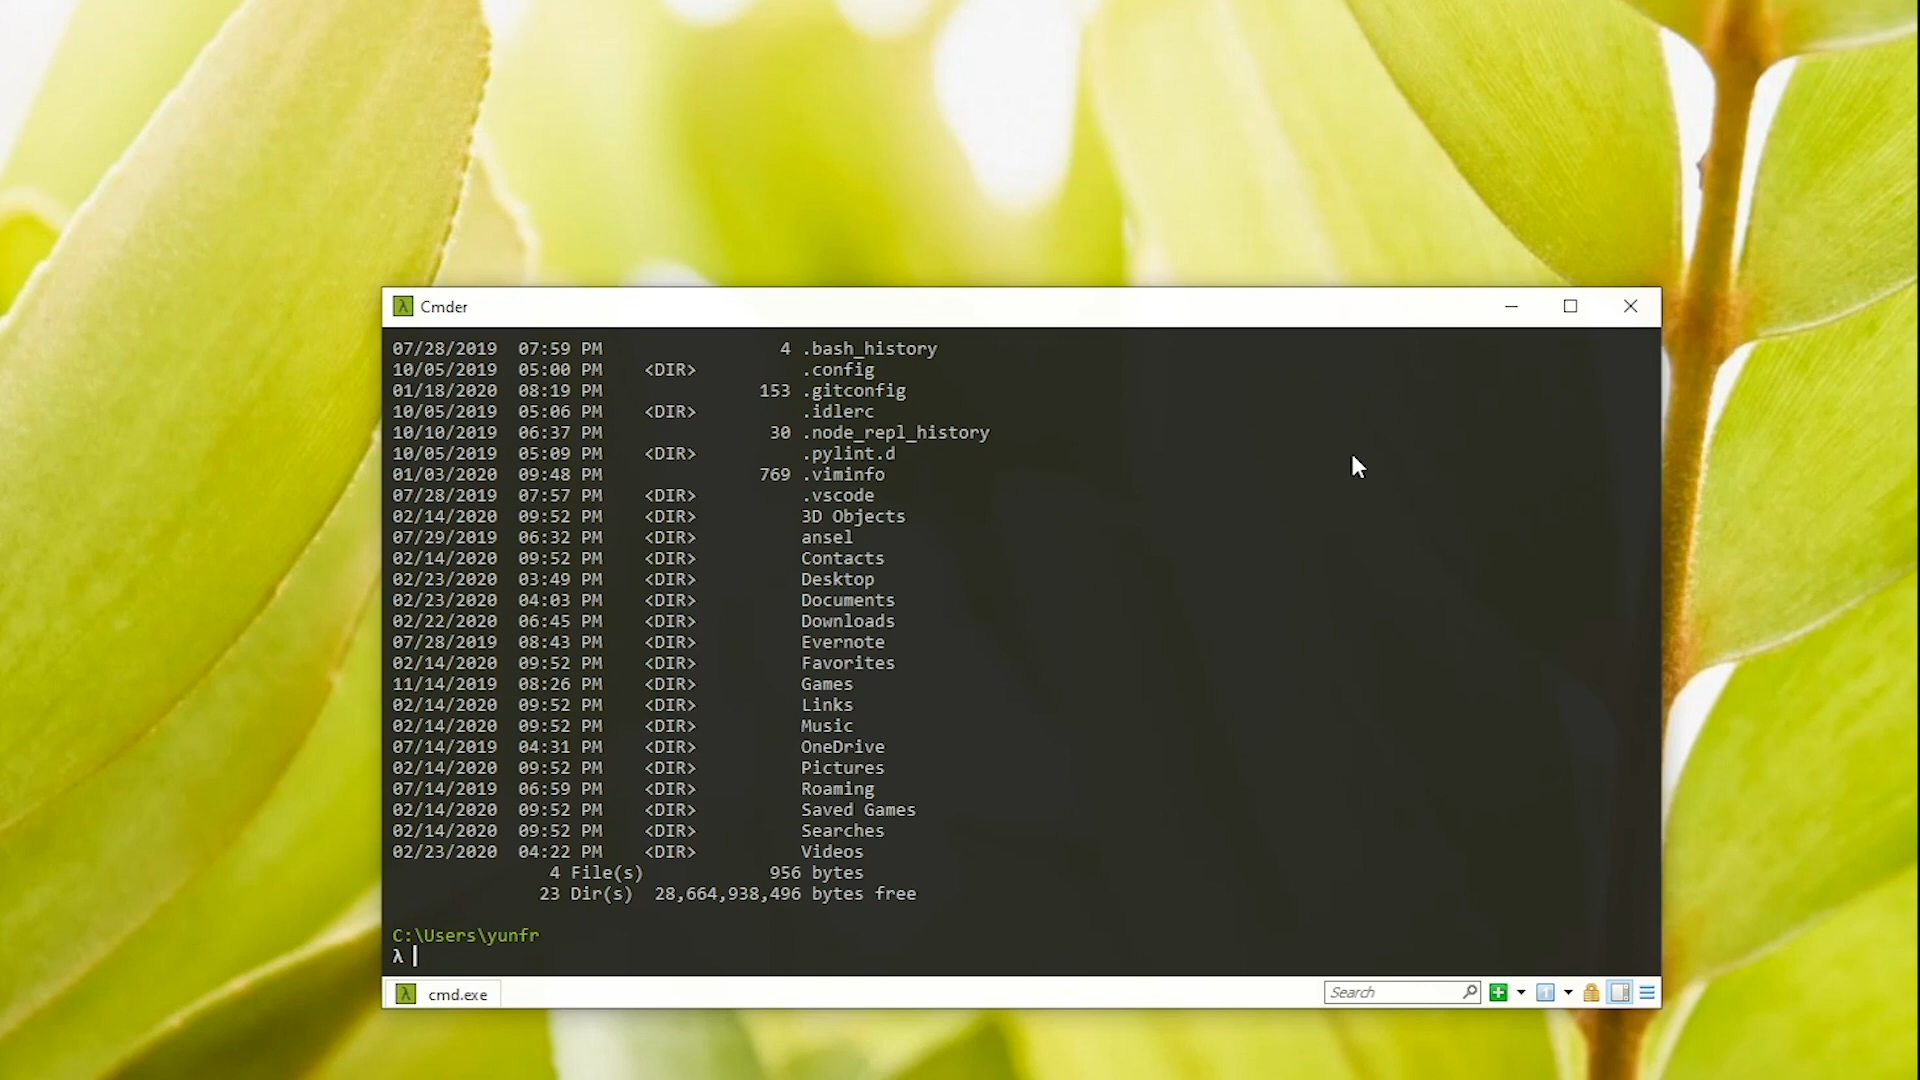 Cmder
07/28/2019  07:59 PM                 4 .bash_history
10/05/2019  05:00 PM    <DIR>          .config
01/18/2020  08:19 PM               153 .gitconfig
10/05/2019  05:06 PM    <DIR>          .idlerc
10/10/2019  06:37 PM                30 .node_repl_history
10/05/2019  05:09 PM    <DIR>          .pylint.d
01/03/2020  09:48 PM               769 .viminfo
07/28/2019  07:57 PM    <DIR>          .vscode
02/14/2020  09:52 PM    <DIR>          3D Objects
07/29/2019  06:32 PM    <DIR>          ansel
02/14/2020  09:52 PM    <DIR>          Contacts
02/23/2020  03:49 PM    <DIR>          Desktop
02/23/2020  04:03 PM    <DIR>          Documents
02/22/2020  06:45 PM    <DIR>          Downloads
07/28/2019  08:43 PM    <DIR>          Evernote
02/14/2020  09:52 PM    <DIR>          Favorites
11/14/2019  08:26 PM    <DIR>          Games
02/14/2020  09:52 PM    <DIR>          Links
02/14/2020  09:52 PM    <DIR>          Music
07/14/2019  04:31 PM    <DIR>          OneDrive
02/14/2020  09:52 PM    <DIR>          Pictures
07/14/2019  06:59 PM    <DIR>          Roaming
02/14/2020  09:52 PM    <DIR>          Saved Games
02/14/2020  09:52 PM    <DIR>          Searches
02/23/2020  04:22 PM    <DIR>          Videos
               4 File(s)            956 bytes
              23 Dir(s)  28,664,938,496 bytes free
C:\Users\yunfr
λ
cmd.exe Search